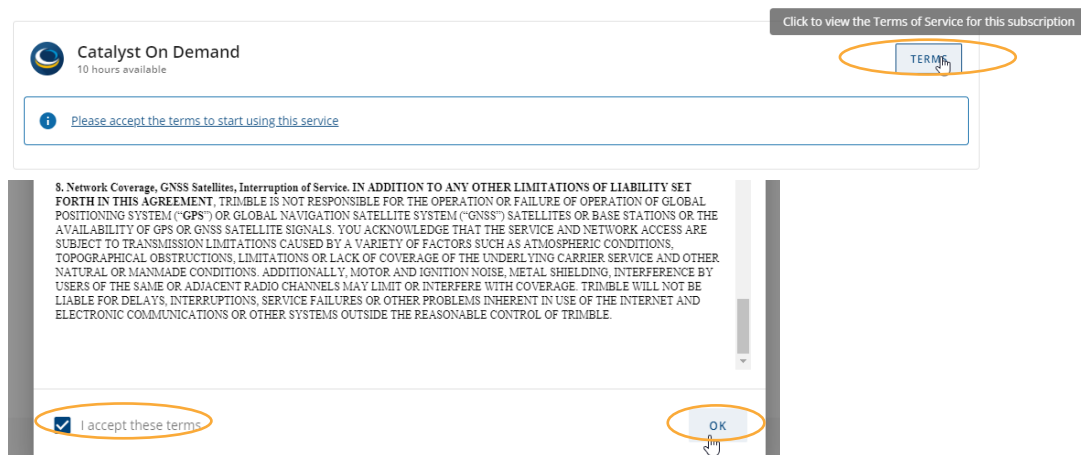 Click to view the Terms of Service for this subscription
Catalyst On Demand
10 hours available
TERMS
Please accept the terms to start using this service
8. Network Coverage, GNSS Satellites, Interruption of Service. IN ADDITION TO ANY OTHER LIMITATIONS OF LIABILITY SET
FORTH IN THIS AGREEMENT, TRIMBLE IS NOT RESPONSIBLE FOR THE OPERATION OR FAILURE OF OPERATION OF GLOBAL
POSITIONING SYSTEM (“GPS”) OR GLOBAL NAVIGATION SATELLITE SYSTEM (“GNSS”) SATELLITES OR BASE STATIONS OR THE
AVAILABILITY OF GPS OR GNSS SATELLITE SIGNALS. YOU ACKNOWLEDGE THAT THE SERVICE AND NETWORK ACCESS ARE
SUBJECT TO TRANSMISSION LIMITATIONS CAUSED BY A VARIETY OF FACTORS SUCH AS ATMOSPHERIC CONDITIONS,
TOPOGRAPHICAL OBSTRUCTIONS, LIMITATIONS OR LACK OF COVERAGE OF THE UNDERLYING CARRIER SERVICE AND OTHER
NATURAL OR MANMADE CONDITIONS. ADDITIONALLY, MOTOR AND IGNITION NOISE, METAL SHIELDING, INTERFERENCE BY
USERS OF THE SAME OR ADJACENT RADIO CHANNELS MAY LIMIT OR INTERFERE WITH COVERAGE. TRIMBLE WILL NOT BE
LIABLE FOR DELAYS, INTERRUPTIONS, SERVICE FAILURES OR OTHER PROBLEMS INHERENT IN USE OF THE INTERNET AND
ELECTRONIC COMMUNICATIONS OR OTHER SYSTEMS OUTSIDE THE REASONABLE CONTROL OF TRIMBLE.
I accept these terms
OK